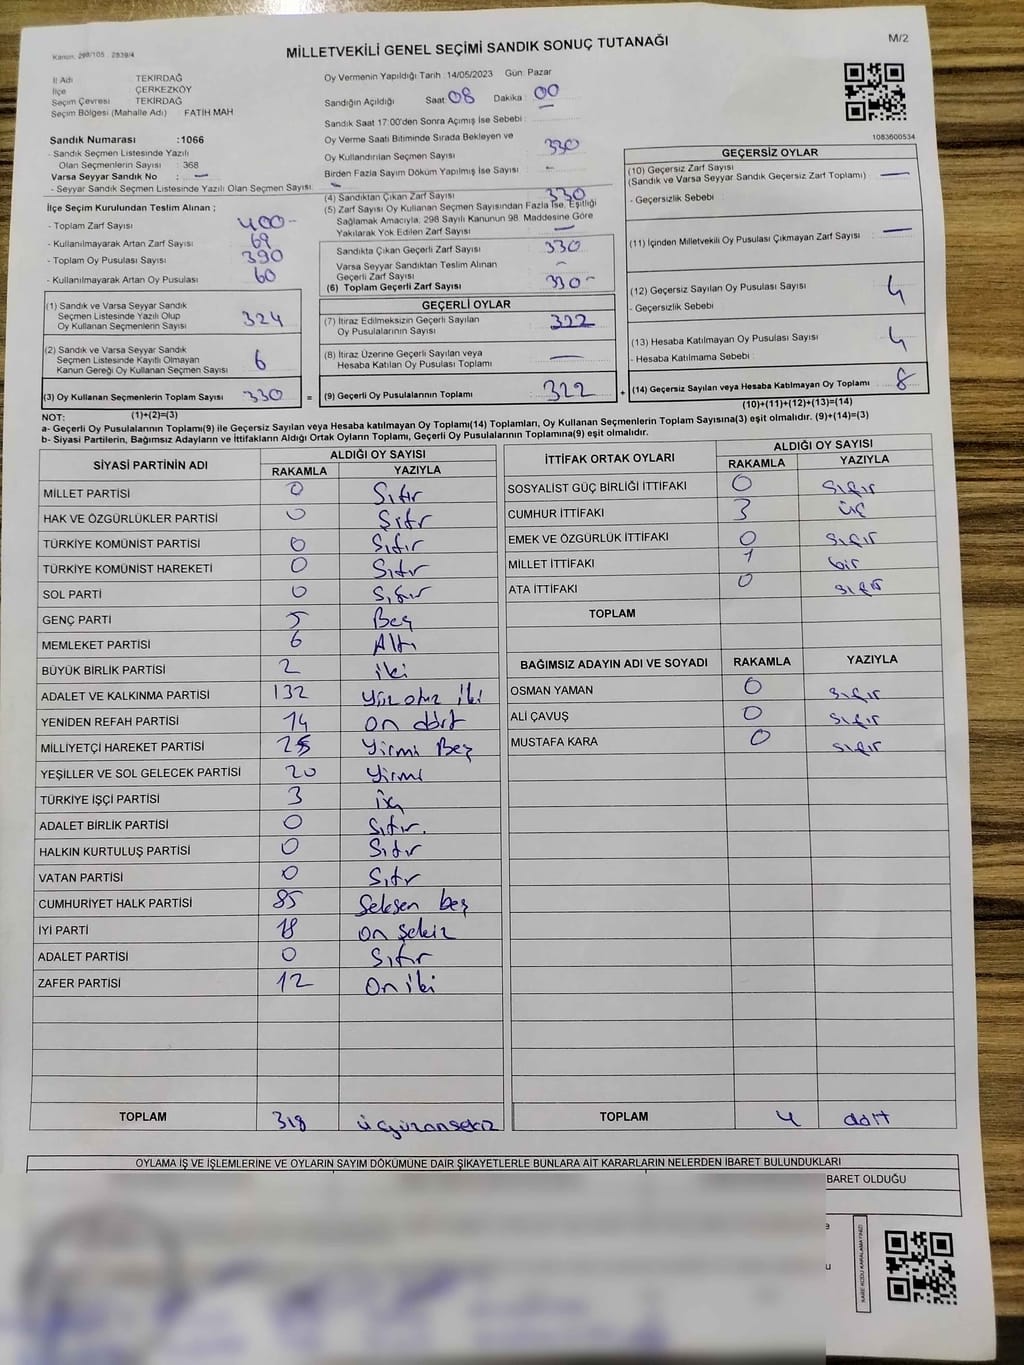 Kanun: 298/105 : 2839/4
MİLLETVEKİLİ GENEL SEÇİMİ SANDIK SONUÇ TUTANAĞI
M/2
İl Adı : TEKİRDAĞ
İlçe : ÇERKEZKÖY
Seçim Çevresi : TEKİRDAĞ
Seçim Bölgesi (Mahalle Adı) : FATİH MAH
Sandık Numarası :1066
- Sandık Seçmen Listesinde Yazılı
Olan Seçmenlerin Sayısı : 368
Varsa Seyyar Sandık No : —
- Seyyar Sandık Seçmen Listesinde Yazılı Olan Seçmen Sayısı: —
İlçe Seçim Kurulundan Teslim Alınan ;
- Toplam Zarf Sayısı : 400-
- Kullanılmayarak Artan Zarf Sayısı : 69
- Toplam Oy Pusulası Sayısı : 390
- Kullanılmayarak Artan Oy Pusulası : 60
(1) Sandık ve Varsa Seyyar Sandık
Seçmen Listesinde Yazılı Olup
Oy Kullanan Seçmenlerin Sayısı : 324
(2) Sandık ve Varsa Seyyar Sandık
Seçmen Listesinde Kayıtlı Olmayan
Kanun Gereği Oy Kullanan Seçmen Sayısı : 6
(3) Oy Kullanan Seçmenlerin Toplam Sayısı : 330 =
Oy Vermenin Yapıldığı Tarih :14/05/2023 Gün: Pazar
Sandığın Açıldığı Saat: 08 Dakika: 00
Sandık Saat 17:00'den Sonra Açımış İse Sebebi :
Oy Verme Saati Bitiminde Sırada Bekleyen ve
Oy Kullandırılan Seçmen Sayısı : 330
Birden Fazla Sayım Döküm Yapılmış İse Sayısı : -
(4) Sandıktan Çıkan Zarf Sayısı : 330
(5) Zarf Sayısı Oy Kullanan Seçmen Sayısından Fazla İse, Eşitliği
Sağlamak Amacıyla, 298 Sayılı Kanunun 98. Maddesine Göre
Yakılarak Yok Edilen Zarf Sayısı : —
Sandıkta Çıkan Geçerli Zarf Sayısı : 330
Varsa Seyyar Sandıktan Teslim Alınan
Geçerli Zarf Sayısı : -
(6) Toplam Geçerli Zarf Sayısı : 330-
GEÇERLİ OYLAR
(7) İtiraz Edilmeksizin Geçerli Sayılan
Oy Pusulalarının Sayısı : 322
(8) İtiraz Üzerine Geçerli Sayılan veya
Hesaba Katılan Oy Pusulası Toplamı : —
(9) Geçerli Oy Pusulalarının Toplamı : 322 +
1083600534
GEÇERSİZ OYLAR
(10) Geçersiz Zarf Sayısı
(Sandık ve Varsa Seyyar Sandık Geçersiz Zarf Toplamı) : —
- Geçersizlik Sebebi :
(11) İçinden Milletvekili Oy Pusulası Çıkmayan Zarf Sayısı : —
(12) Geçersiz Sayılan Oy Pusulası Sayısı : 4
- Geçersizlik Sebebi :
(13) Hesaba Katılmayan Oy Pusulası Sayısı : 4
- Hesaba Katılmama Sebebi :
(14) Geçersiz Sayılan veya Hesaba Katılmayan Oy Toplamı : 8
NOT: (1)+(2)=(3) (10)+(11)+(12)+(13)=(14)
a- Geçerli Oy Pusulalarının Toplamı(9) ile Geçersiz Sayılan veya Hesaba katılmayan Oy Toplamı(14) Toplamları, Oy Kullanan Seçmenlerin Toplam Sayısına(3) eşit olmalıdır. (9)+(14)=(3)
b- Siyasi Partilerin, Bağımsız Adayların ve İttifakların Aldığı Ortak Oyların Toplamı, Geçerli Oy Pusulalarının Toplamına(9) eşit olmalıdır.
SİYASİ PARTİNİN ADI ALDIĞI OY SAYISI
RAKAMLA YAZIYLA
MİLLET PARTİSİ 0 Sıfır
HAK VE ÖZGÜRLÜKLER PARTİSİ 0 Sıfr
TÜRKİYE KOMÜNİST PARTİSİ 0 Sıfır
TÜRKİYE KOMÜNİST HAREKETİ 0 Sıfr
SOL PARTİ 0 Sıfır
GENÇ PARTİ 5 Beş
MEMLEKET PARTİSİ 6 Altı
BÜYÜK BİRLİK PARTİSİ 2 iki
ADALET VE KALKINMA PARTİSİ 132 Yüz otuz iki
YENİDEN REFAH PARTİSİ 14 on dört
MİLLİYETÇİ HAREKET PARTİSİ 25 Yirmi Beş
YEŞİLLER VE SOL GELECEK PARTİSİ 20 yirmi
TÜRKİYE İŞÇİ PARTİSİ 3 üç
ADALET BİRLİK PARTİSİ 0 Sıfır.
HALKIN KURTULUŞ PARTİSİ 0 Sıfır
VATAN PARTİSİ 0 Sıfr
CUMHURİYET HALK PARTİSİ 85 Seksen beş
İYİ PARTİ 18 on sekiz
ADALET PARTİSİ 0 Sıfır
ZAFER PARTİSİ 12 On iki
TOPLAM 318 üçyüzonsekiz
İTTİFAK ORTAK OYLARI ALDIĞI OY SAYISI
RAKAMLA YAZIYLA
SOSYALİST GÜÇ BİRLİĞİ İTTİFAKI 0 sıfır
CUMHUR İTTİFAKI 3 üç
EMEK VE ÖZGÜRLÜK İTTİFAKI 0 sıfır
MİLLET İTTİFAKI 1 bir
ATA İTTİFAKI 0 sıfır
TOPLAM
BAĞIMSIZ ADAYIN ADI VE SOYADI RAKAMLA YAZIYLA
OSMAN YAMAN 0 sıfır
ALİ ÇAVUŞ 0 sıfır
MUSTAFA KARA 0 sıfır
TOPLAM 4 dört
OYLAMA İŞ VE İŞLEMLERİNE VE OYLARIN SAYIM DÖKÜMÜNE DAİR ŞİKAYETLERLE BUNLARA AİT KARARLARIN NELERDEN İBARET BULUNDUKLARI
BARET OLDUĞU
KARE KODU KARALAMAYINIZ!